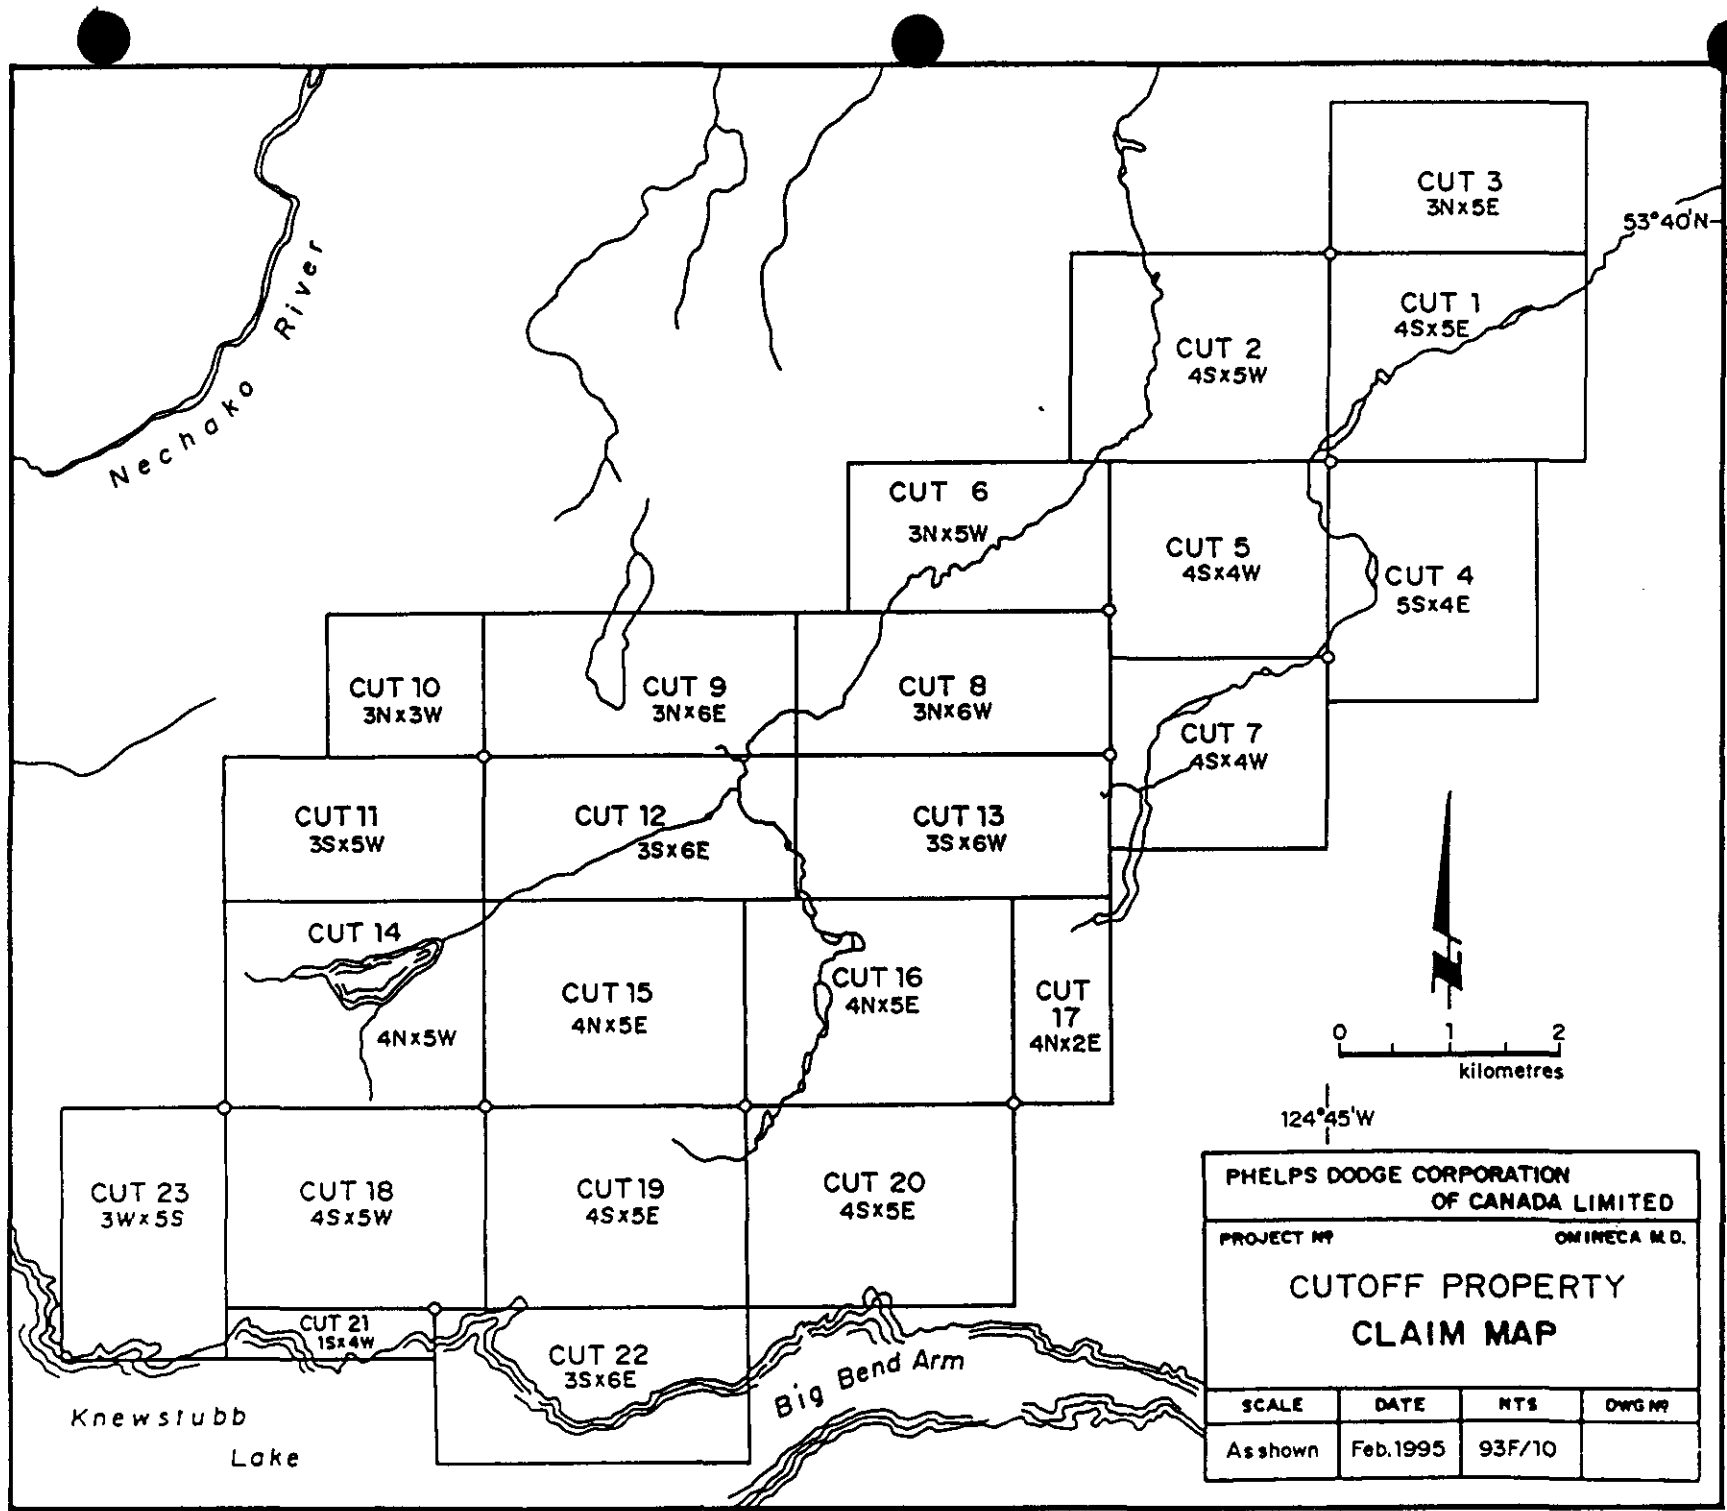 CUT 3
3N×5E
53°40'N
CUT 1
4S×5E
CUT 2
4S×5W
Nechako River
CUT 6
3N×5W
CUT 5
4S×4W
CUT 4
5S×4E
CUT 10
3N×3W
CUT 9
3N×6E
CUT 8
3N×6W
CUT 7
4S×4W
CUT 11
3S×5W
CUT 12
3S×6E
CUT 13
3S×6W
CUT 14
4N×5W
CUT 15
4N×5E
CUT 16
4N×5E
CUT
17
4N×2E
0 1 2
kilometres
124°45'W
CUT 23
3W×5S
CUT 18
4S×5W
CUT 19
4S×5E
CUT 20
4S×5E
CUT 21
1S×4W
CUT 22
3S×6E
Big Bend Arm
Knewstubb
Lake
PHELPS DODGE CORPORATION
OF CANADA LIMITED
PROJECT Nº OMINECA M.D.
CUTOFF PROPERTY
CLAIM MAP
SCALE DATE NTS DWG Nº
As shown Feb. 1995 93F/10